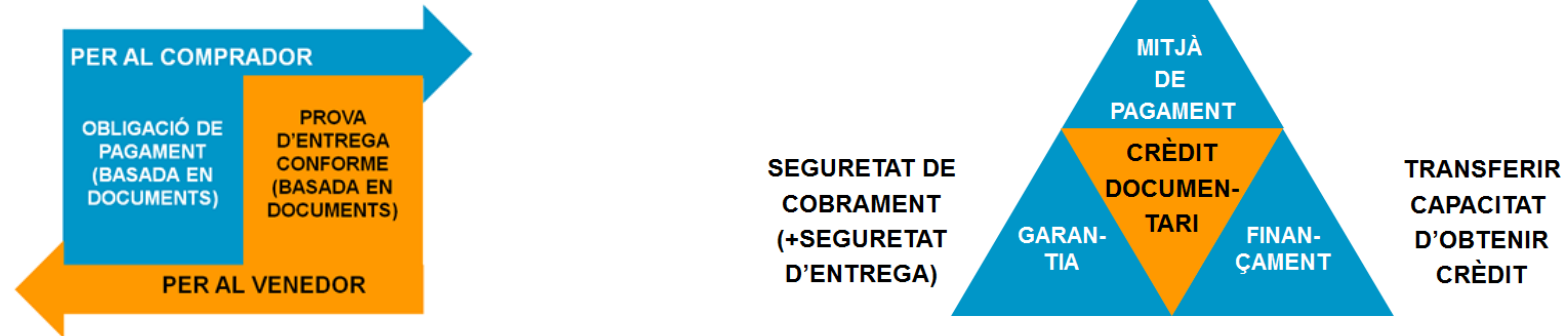 PER AL COMPRADOR
OBLIGACIÓ DE
PAGAMENT
(BASADA EN
DOCUMENTS)
PROVA
D'ENTREGA
CONFORME
(BASADA EN
DOCUMENTS)
PER AL VENEDOR
SEGURETAT DE
COBRAMENT
(+SEGURETAT
D'ENTREGA)
MITJÀ
DE
PAGAMENT
CRÈDIT
DOCUMEN-
TARI
GARAN-
TIA
FINAN-
ÇAMENT
TRANSFERIR
CAPACITAT
D'OBTENIR
CRÈDIT